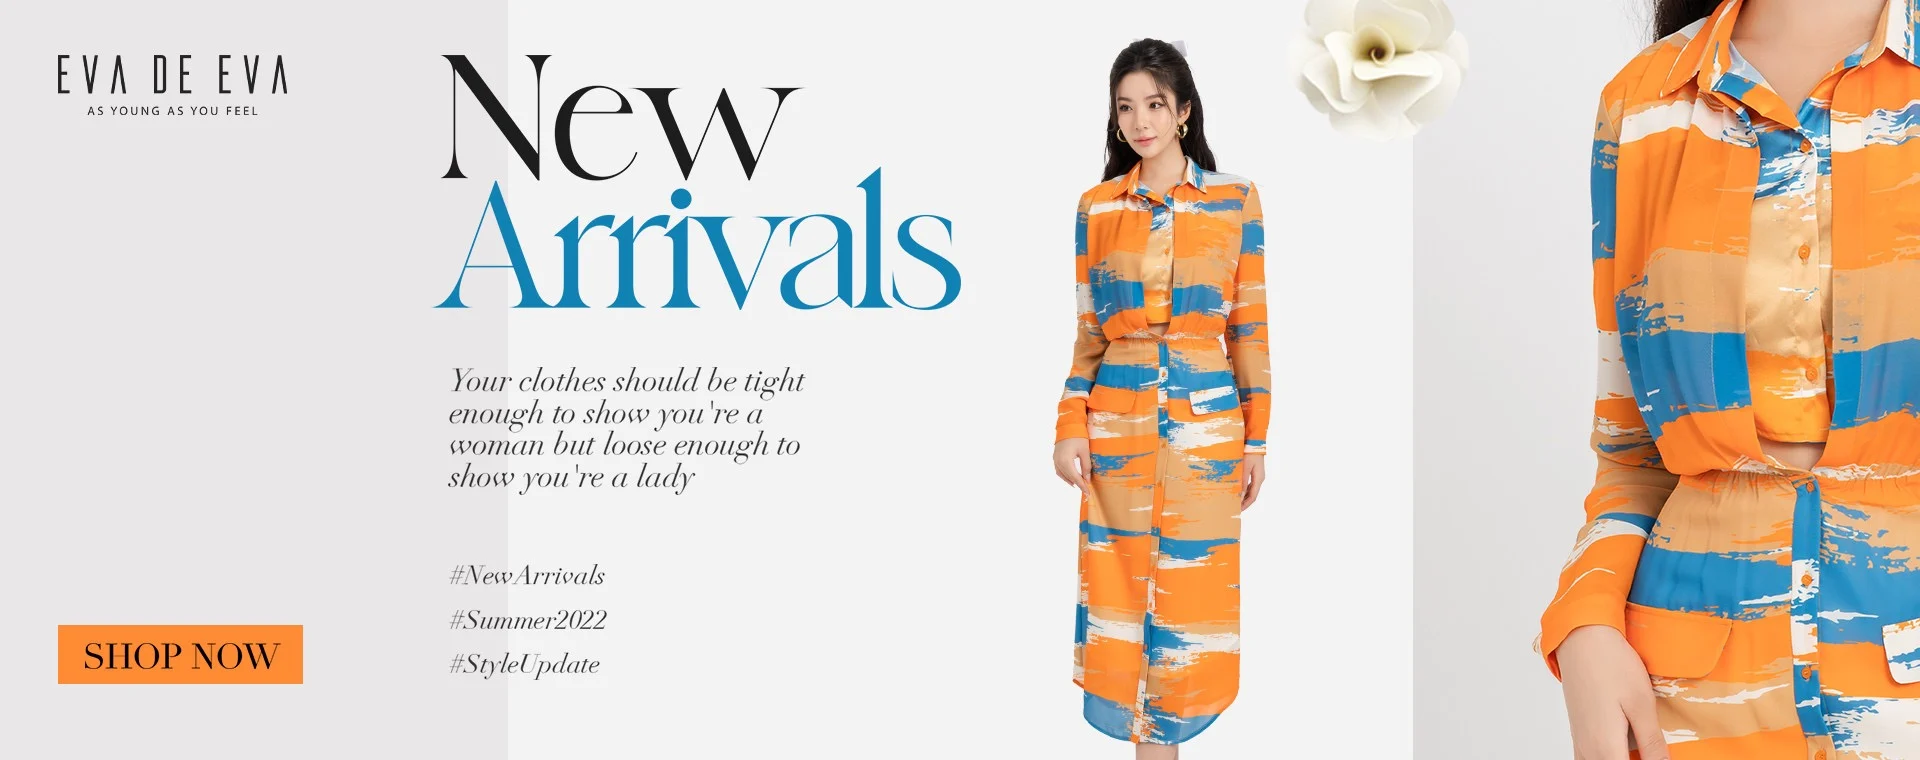 EVA DE EVA
AS YOUNG AS YOU FEEL
New
Arrivals
Your clothes should be tight
enough to show you're a
woman but loose enough to
show you're a lady
#NewArrivals
#Summer2022
#StyleUpdate
SHOP NOW